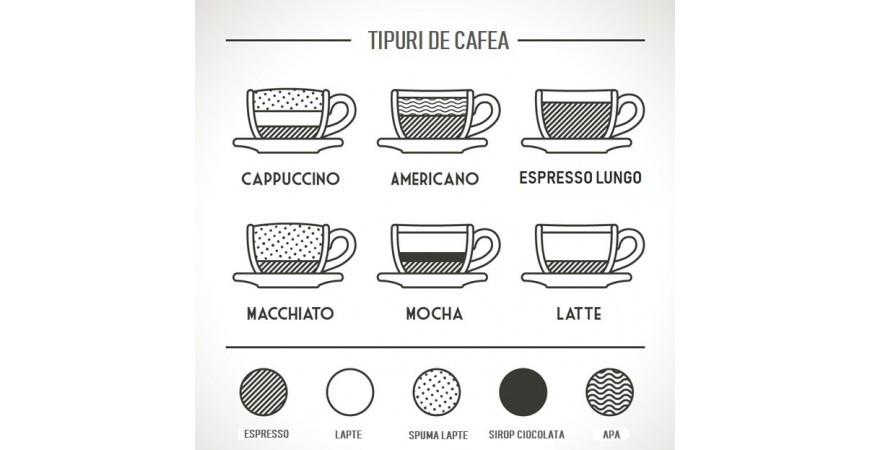 TIPURI DE CAFEA
CAPPUCCINO AMERICANO ESPRESSO LUNGO
MACCHIATO MOCHA LATTE
ESPRESSO LAPTE SPUMA LAPTE SIROP CIOCOLATA APA